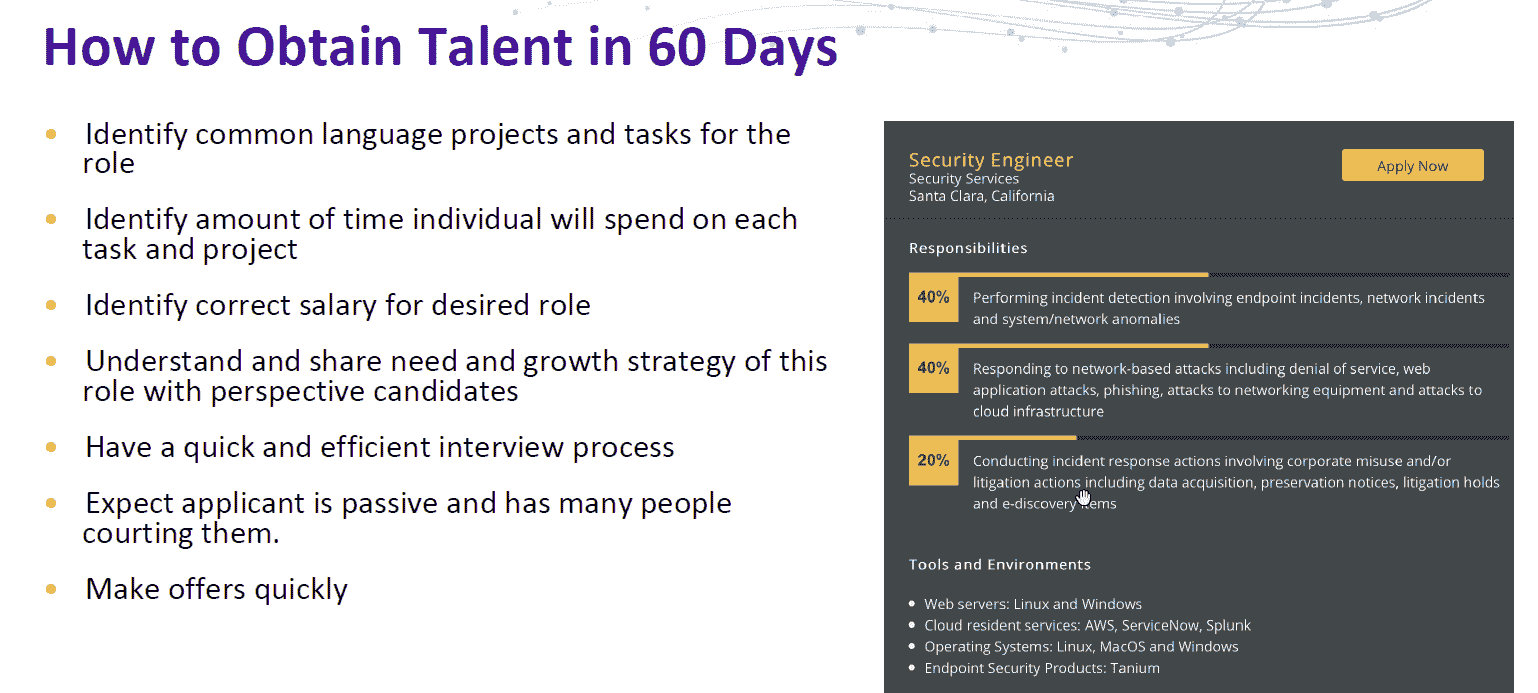 How to Obtain Talent in 60 Days
• Identify common language projects and tasks for the
role
• Identify amount of time individual will spend on each
task and project
• Identify correct salary for desired role
• Understand and share need and growth strategy of this
role with perspective candidates
• Have a quick and efficient interview process
• Expect applicant is passive and has many people
courting them.
• Make offers quickly
Security Engineer
Security Services
Santa Clara, California
Apply Now
Responsibilities
40%
Performing incident detection involving endpoint incidents, network incidents
and system/network anomalies
40%
Responding to network-based attacks including denial of service, web
application attacks, phishing, attacks to networking equipment and attacks to
cloud infrastructure
20%
Conducting incident response actions involving corporate misuse and/or
litigation actions including data acquisition, preservation notices, litigation holds
and e-discovery items
Tools and Environments
• Web servers: Linux and Windows
• Cloud resident services: AWS, ServiceNow, Splunk
• Operating Systems: Linux, MacOS and Windows
• Endpoint Security Products: Tanium